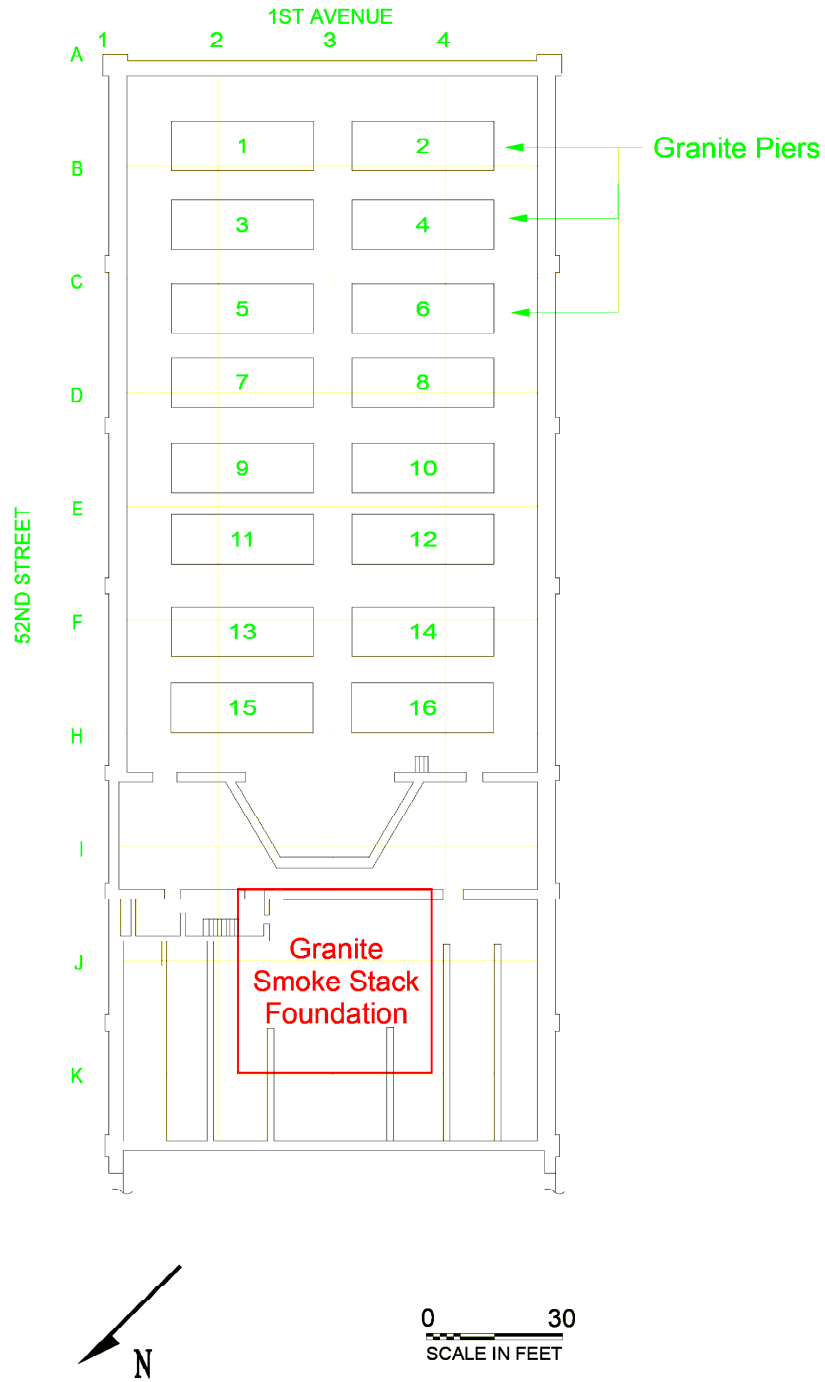 1ST AVENUE
1 2 3 4
A
1 2
Granite Piers
B
3 4
C
5 6
7 8
D
9 10
E
52ND STREET
11 12
F
13 14
15 16
H
I
Granite
Smoke Stack
Foundation
J
K
N
0 30
SCALE IN FEET